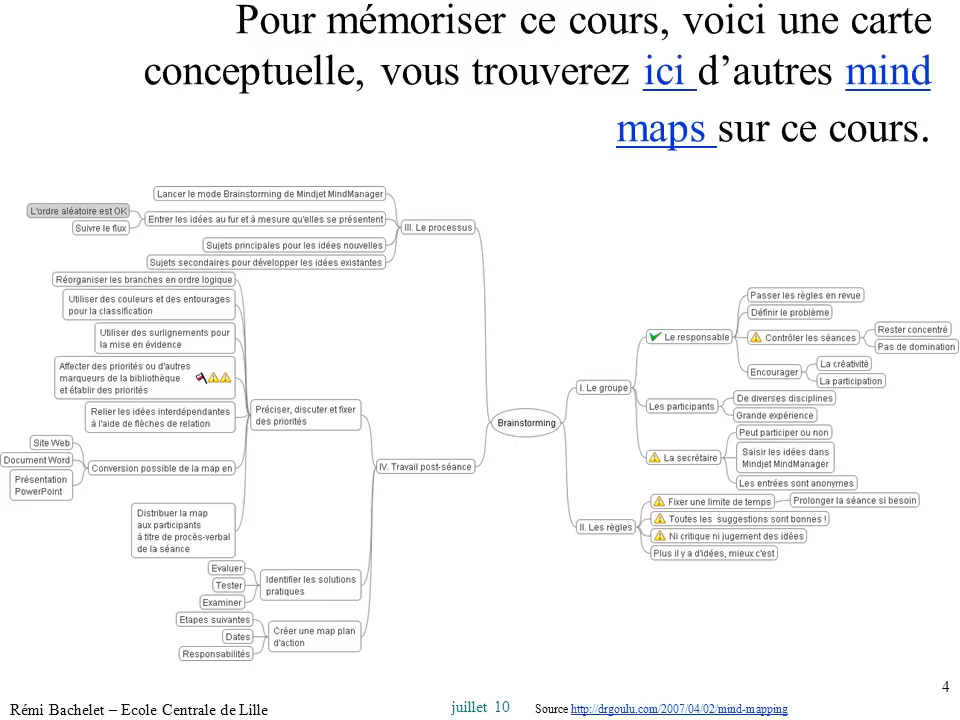 Pour mémoriser ce cours, voici une carte
conceptuelle, vous trouverez ici d’autres mind
maps sur ce cours.
Lancer le mode Brainstorming de Mindjet MindManager
L'ordre aléatoire est OK
Suivre le flux
Entrer les idées au fur et à mesure qu'elles se présentent
III. Le processus
Sujets principales pour les idées nouvelles
Sujets secondaires pour développer les idées existantes
Réorganiser les branches en ordre logique
Utiliser des couleurs et des entourages
pour la classification
Utiliser des surlignements pour
la mise en évidence
Affecter des priorités ou d'autres
marqueurs de la bibliothèque
et établir des priorités
Relier les idées interdépendantes
à l'aide de flèches de relation
Préciser, discuter et fixer
des priorités
Site Web
Document Word
Présentation
PowerPoint
Conversion possible de la map en
IV. Travail post-séance
Distribuer la map
aux participants
à titre de procès-verbal
de la séance
Evaluer
Tester
Examiner
Identifier les solutions
pratiques
Etapes suivantes
Dates
Responsabilités
Créer une map plan
d'action
Brainstorming
I. Le groupe
Le responsable
Passer les règles en revue
Définir le problème
Contrôler les séances
Rester concentré
Pas de domination
Encourager
La créativité
La participation
Les participants
De diverses disciplines
Grande expérience
La secrétaire
Peut participer ou non
Saisir les idées dans
Mindjet MindManager
Les entrées sont anonymes
II. Les règles
Fixer une limite de temps
Prolonger la séance si besoin
Toutes les suggestions sont bonnes !
Ni critique ni jugement des idées
Plus il y a d'idées, mieux c'est
4
Rémi Bachelet – Ecole Centrale de Lille
juillet 10
Source http://drgoulu.com/2007/04/02/mind-mapping